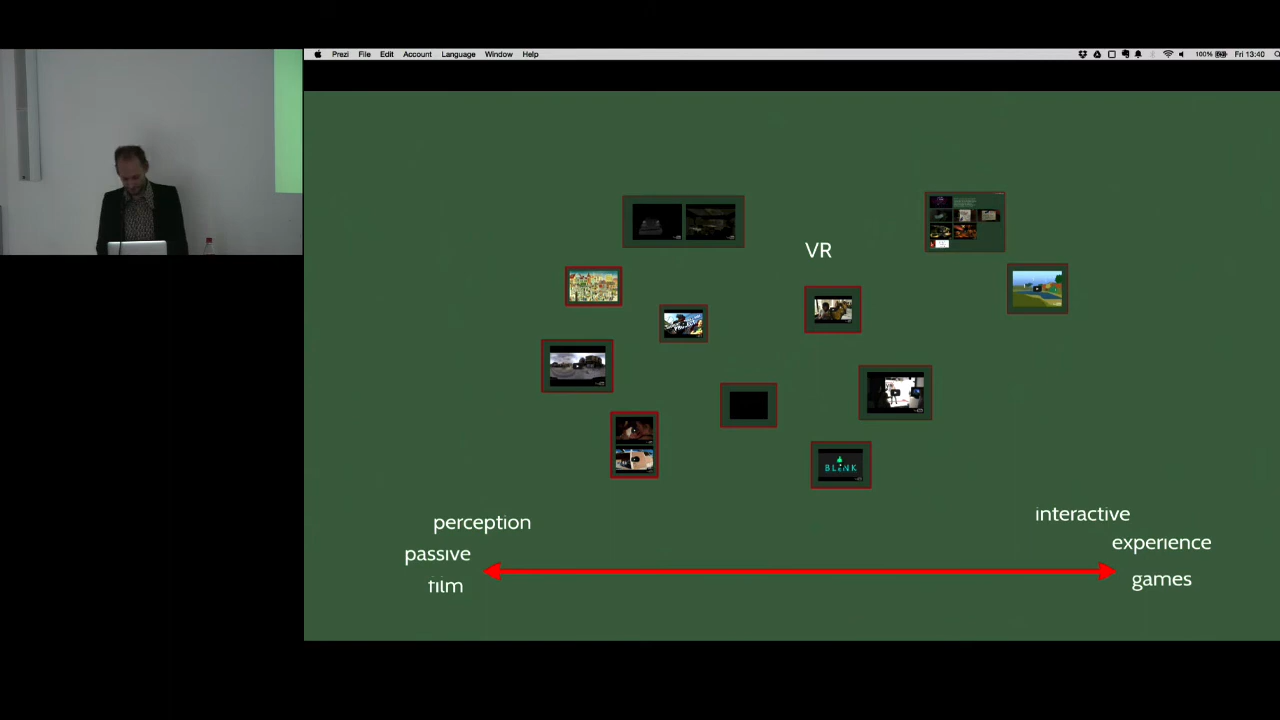 Prezi File Edit Account Language Window Help
100% Fri 13:40
VR
BLINK
perception
passive
film
interactive
experience
games